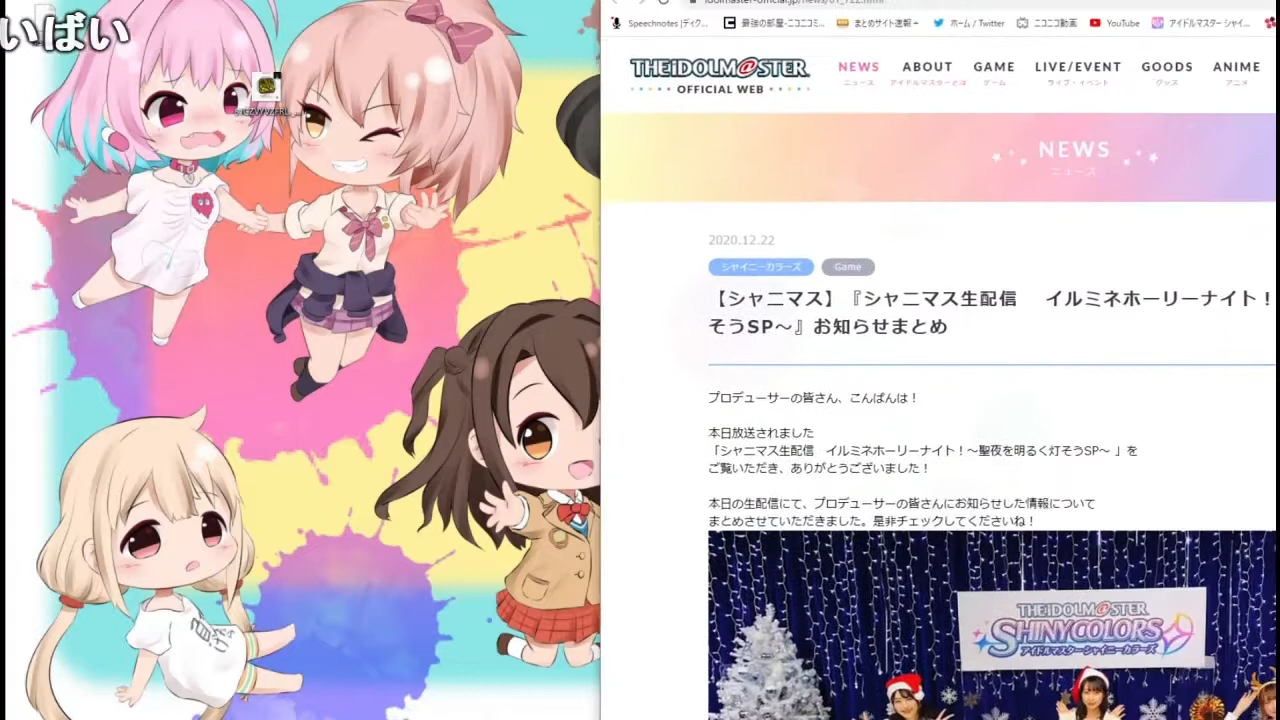 いばい
Speechnotes |ディク...
最強の部屋-ニコニコミ...
まとめサイト速報＋
ホーム / Twitter
ニコニコ動画
YouTube
アイドルマスター シャイ...
THE IDOLM@STER
OFFICIAL WEB
NEWS
ニュース
ABOUT
アイドルマスターとは
GAME
ゲーム
LIVE/EVENT
ライブ・イベント
GOODS
グッズ
ANIME
アニメ
NEWS
ニュース
2020.12.22
シャイニーカラーズ
Game
【シャニマス】『シャニマス生配信　イルミネホーリーナイト！
そうSP～』お知らせまとめ
プロデューサーの皆さん、こんばんは！
本日放送されました
「シャニマス生配信　イルミネホーリーナイト！～聖夜を明るく灯そうSP～ 」を
ご覧いただき、ありがとうございました！
本日の生配信にて、プロデューサーの皆さんにお知らせした情報について
まとめさせていただきました。是非チェックしてくださいね！
THE IDOLM@STER
SHINYCOLORS
アイドルマスターシャイニーカラーズ